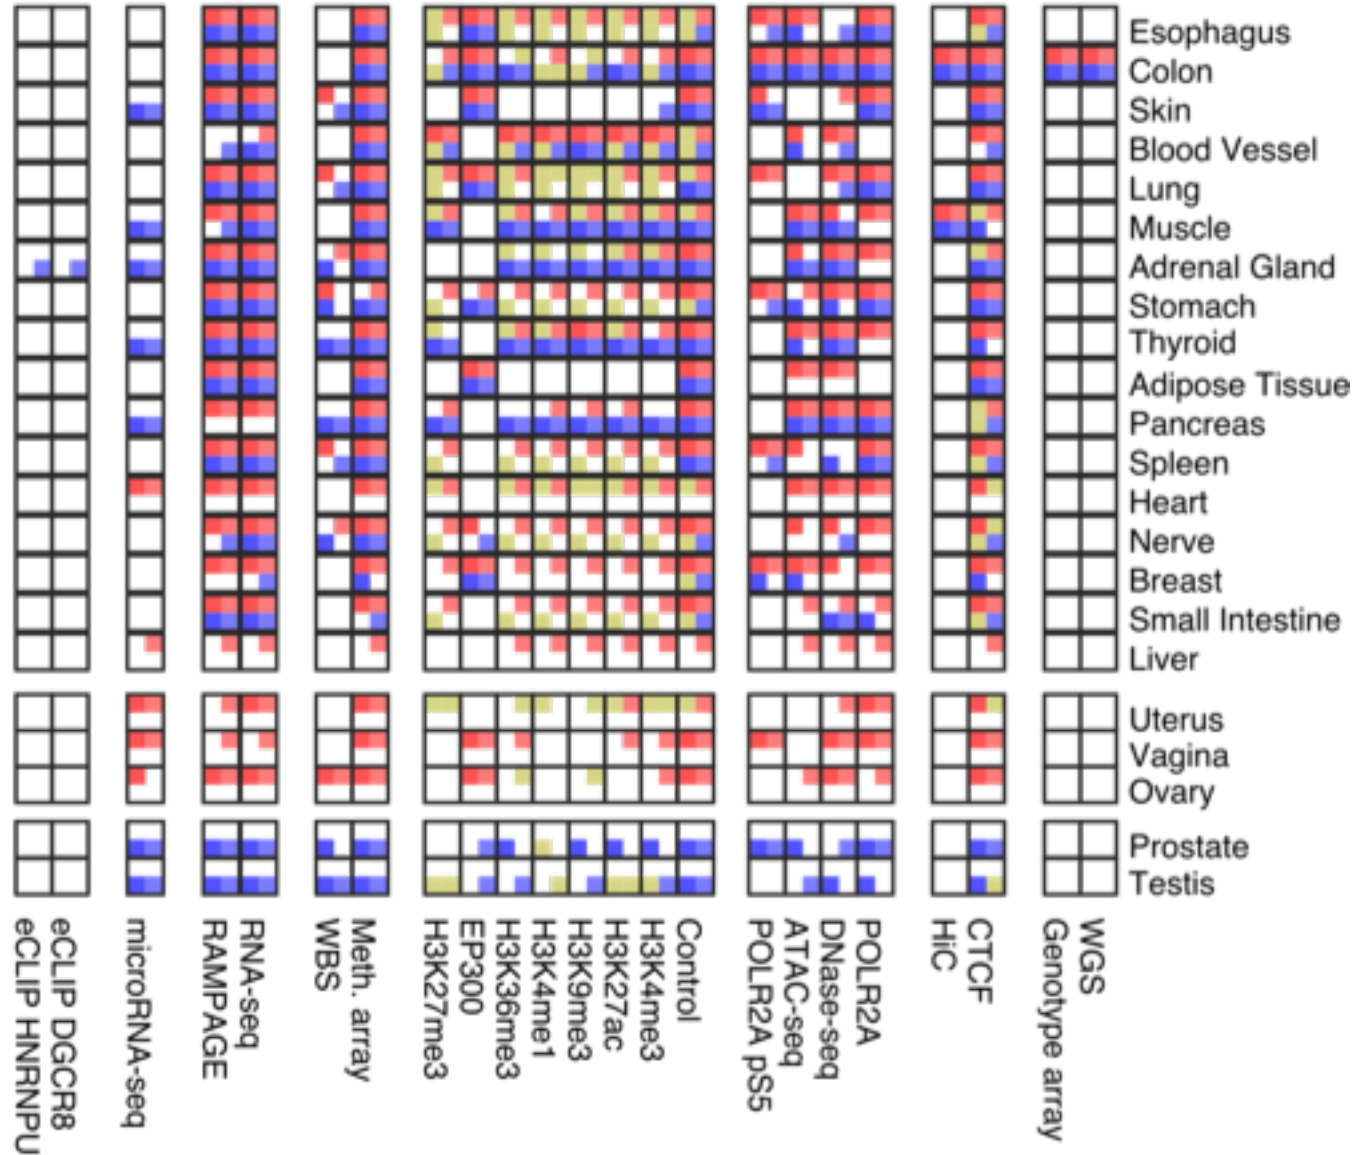 Esophagus
Colon
Skin
Blood Vessel
Lung
Muscle
Adrenal Gland
Stomach
Thyroid
Adipose Tissue
Pancreas
Spleen
Heart
Nerve
Breast
Small Intestine
Liver
Uterus
Vagina
Ovary
Prostate
Testis
eCLIP HNRNPU
eCLIP DGCR8
microRNA-seq
RAMPAGE
RNA-seq
WBS
Meth. array
H3K27me3
EP300
H3K36me3
H3K4me1
H3K9me3
H3K27ac
H3K4me3
Control
POLR2A pS5
ATAC-seq
DNase-seq
POLR2A
HiC
CTCF
Genotype array
WGS